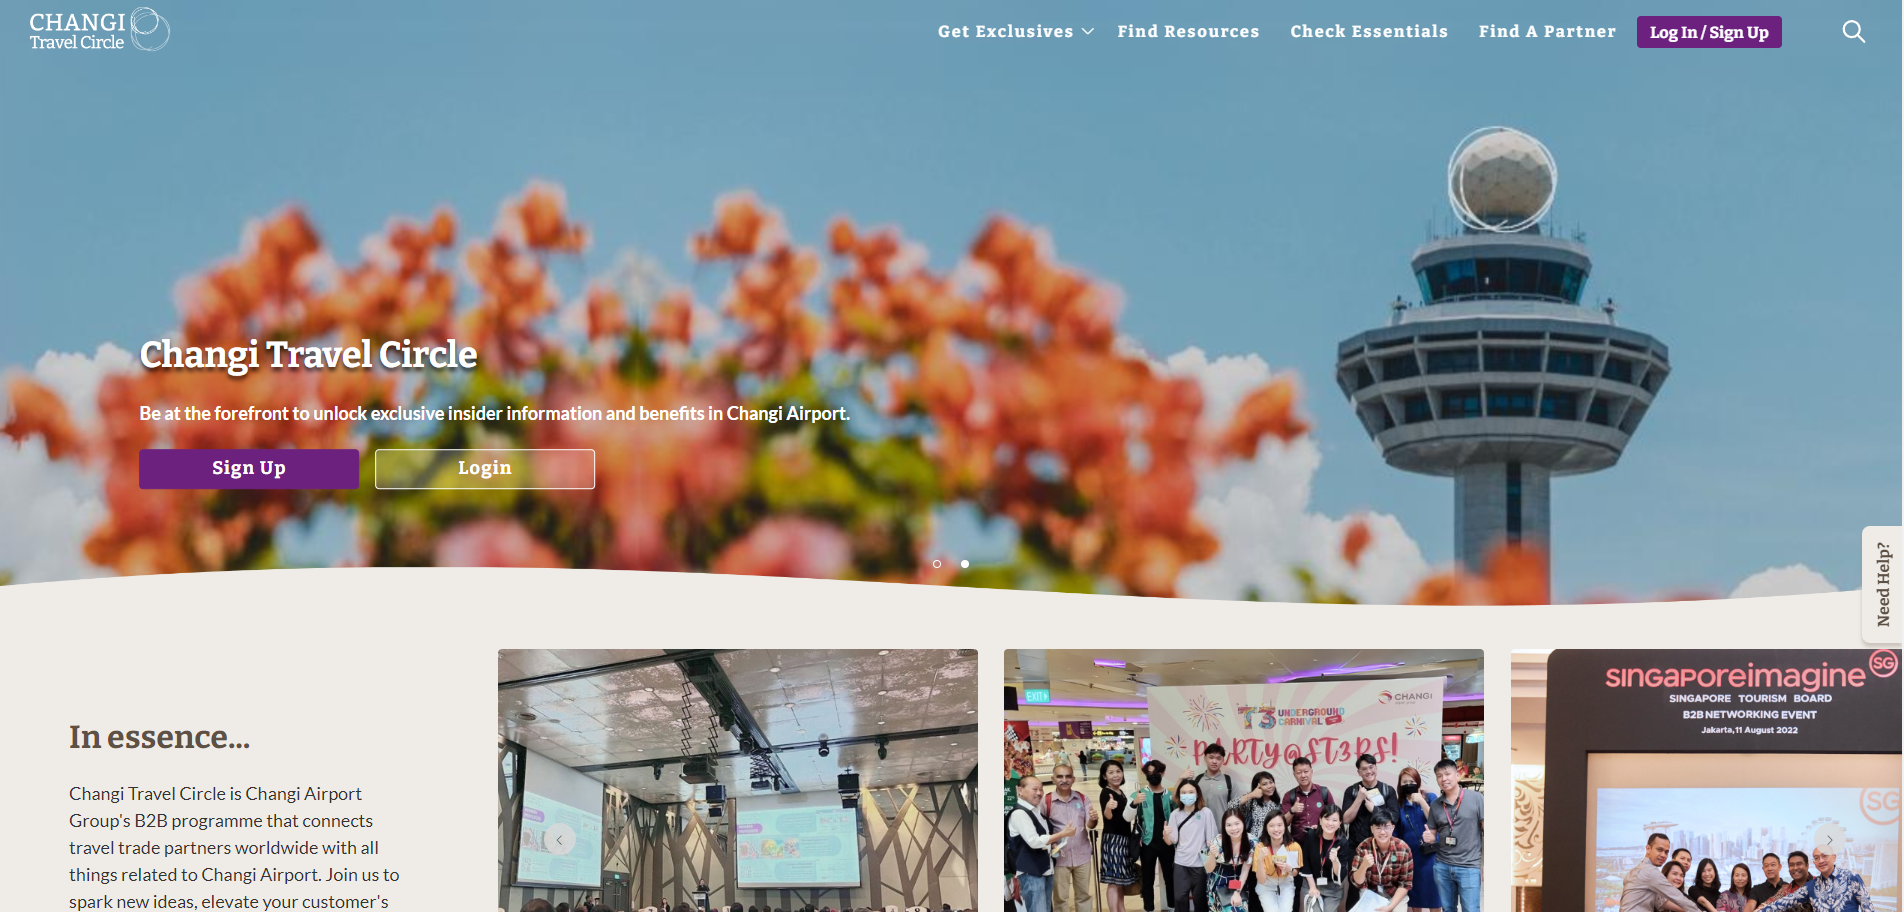 CHANGI
Travel Circle
Get Exclusives
Find Resources
Check Essentials
Find A Partner
Log In / Sign Up
Changi Travel Circle
Be at the forefront to unlock exclusive insider information and benefits in Changi Airport.
Sign Up
Login
Need Help?
In essence...
Changi Travel Circle is Changi Airport
Group's B2B programme that connects
travel trade partners worldwide with all
things related to Changi Airport. Join us to
spark new ideas, elevate your customer's
EXIT
CHANGI
T3 UNDERGROUND
CARNIVAL
PARTY@ST3PS!
SINGAPOREimagine
SG
SINGAPORE TOURISM BOARD
B2B NETWORKING EVENT
Jakarta, 11 August 2022
SG